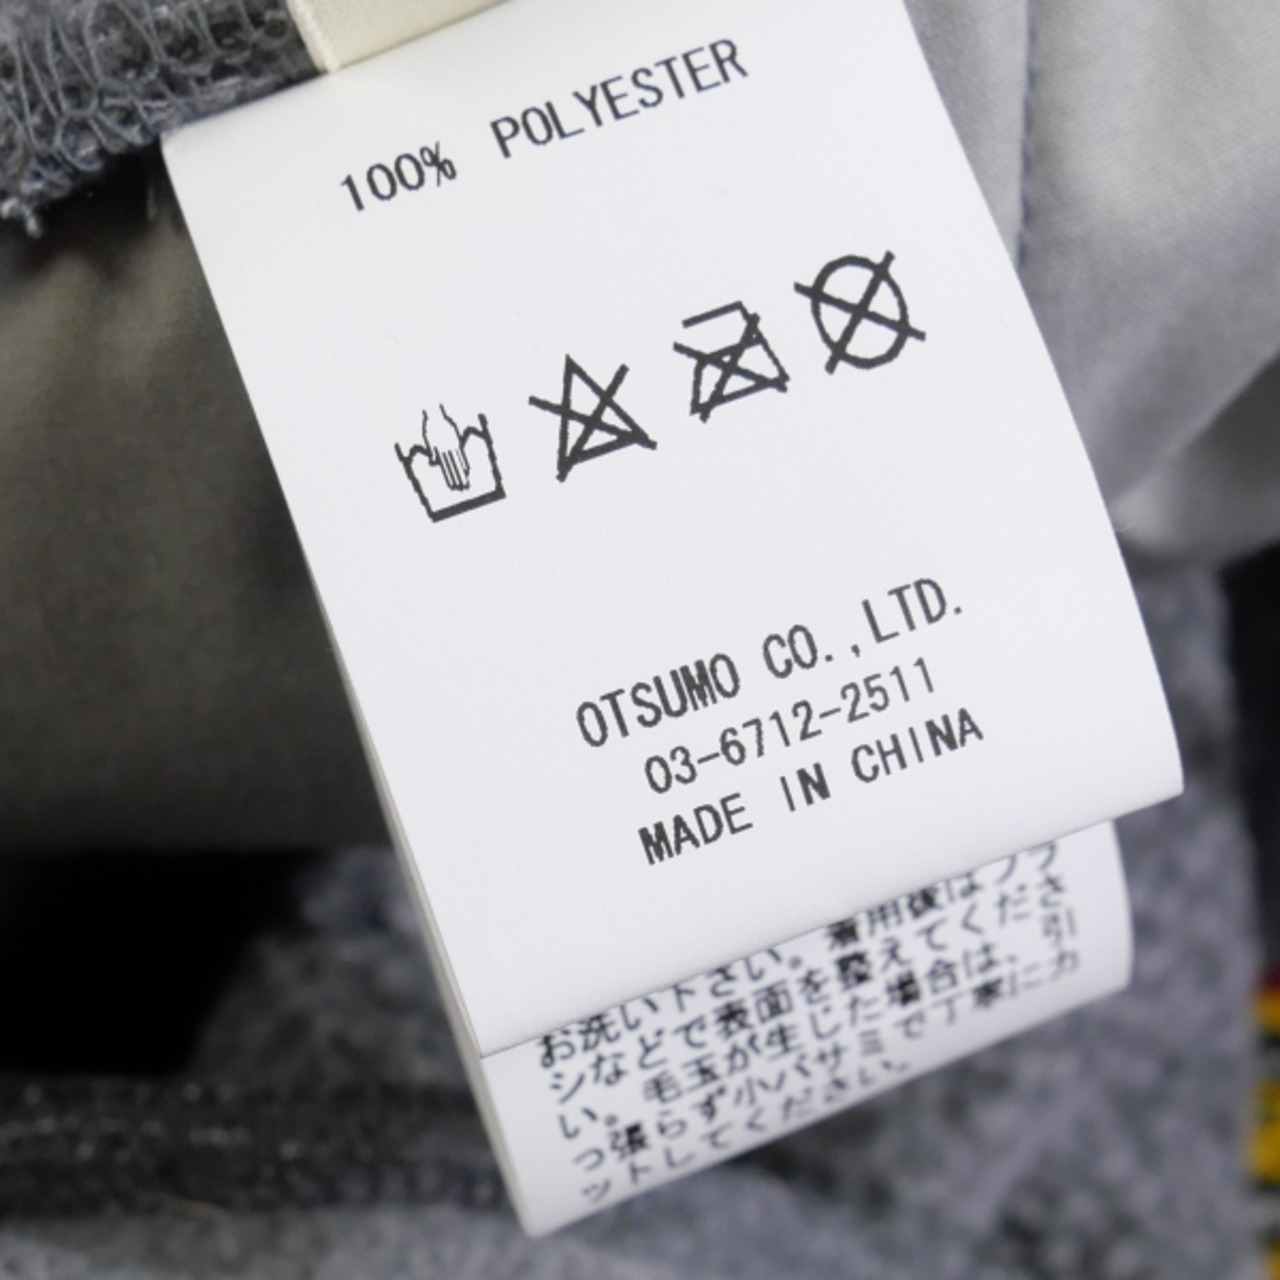 100% POLYESTER
OTSUMO CO.,LTD.
03-6712-2511
MADE IN CHINA
お洗い下さい。着用後はブラ
シなどで表面を整えてくださ
い。毛玉が生じた場合は、引
っ張らず小バサミで丁寧にカ
ットしてください。